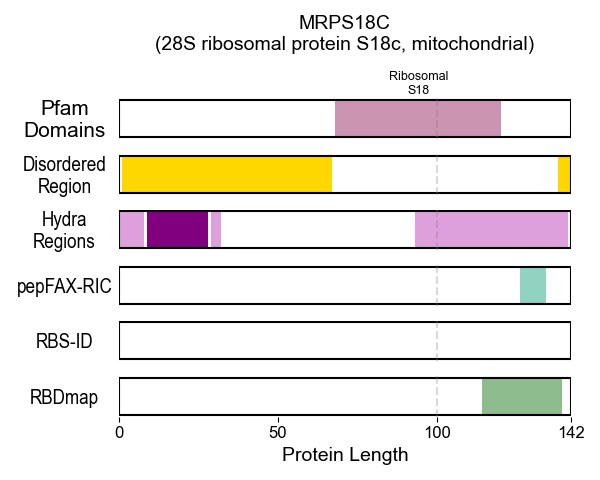 MRPS18C
(28S ribosomal protein S18c, mitochondrial)
Ribosomal
S18
Pfam
Domains
Disordered
Region
Hydra
Regions
pepFAX-RIC
RBS-ID
RBDmap
0 50 100 142
Protein Length